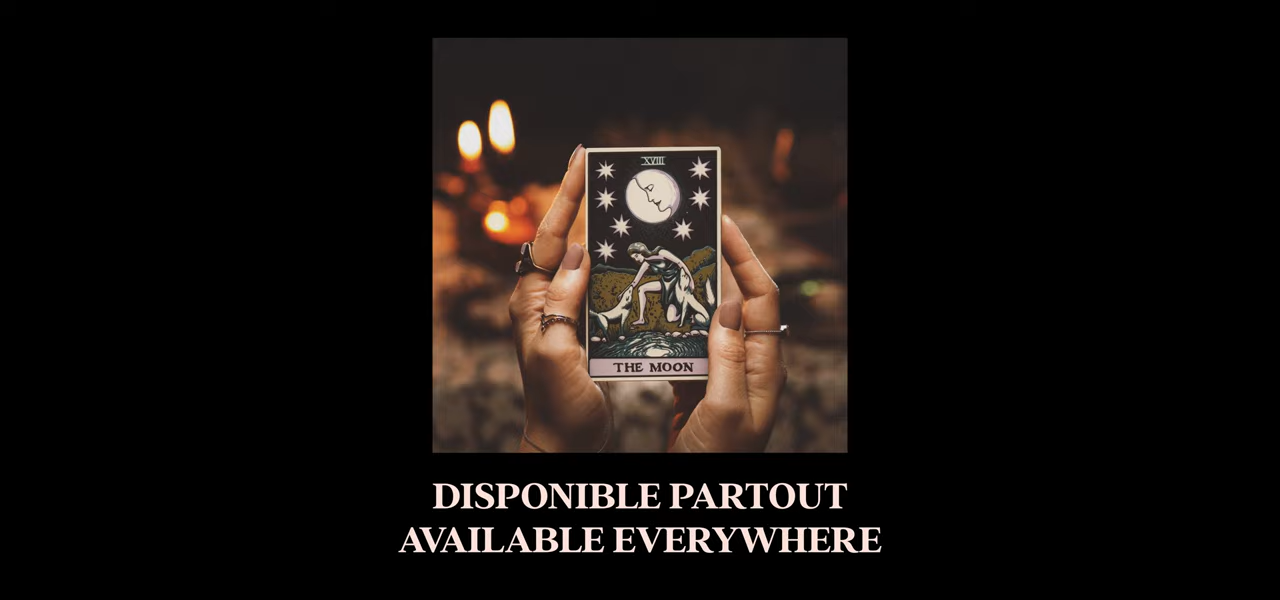 XVIII
THE MOON
DISPONIBLE PARTOUT
AVAILABLE EVERYWHERE